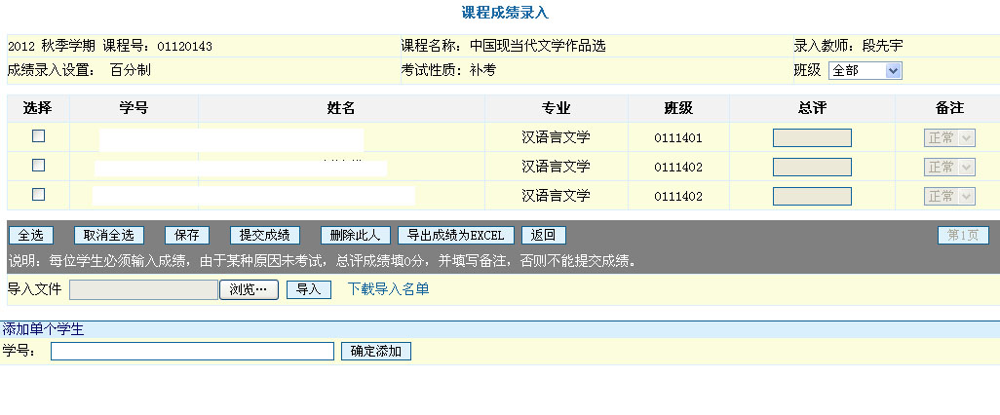 课程成绩录入
2012 秋季学期 课程号：01120143 课程名称：中国现当代文学作品选 录入教师：段先宇
成绩录入设置： 百分制 考试性质：补考 班级 全部
选择 学号 姓名 专业 班级 总评 备注
汉语言文学 0111401 正常
汉语言文学 0111402 正常
汉语言文学 0111402 正常
全选 取消全选 保存 提交成绩 删除此人 导出成绩为EXCEL 返回 第1页
说明：每位学生必须输入成绩，由于某种原因未考试，总评成绩填0分，并填写备注，否则不能提交成绩。
导入文件 浏览… 导入 下载导入名单
添加单个学生
学号： 确定添加